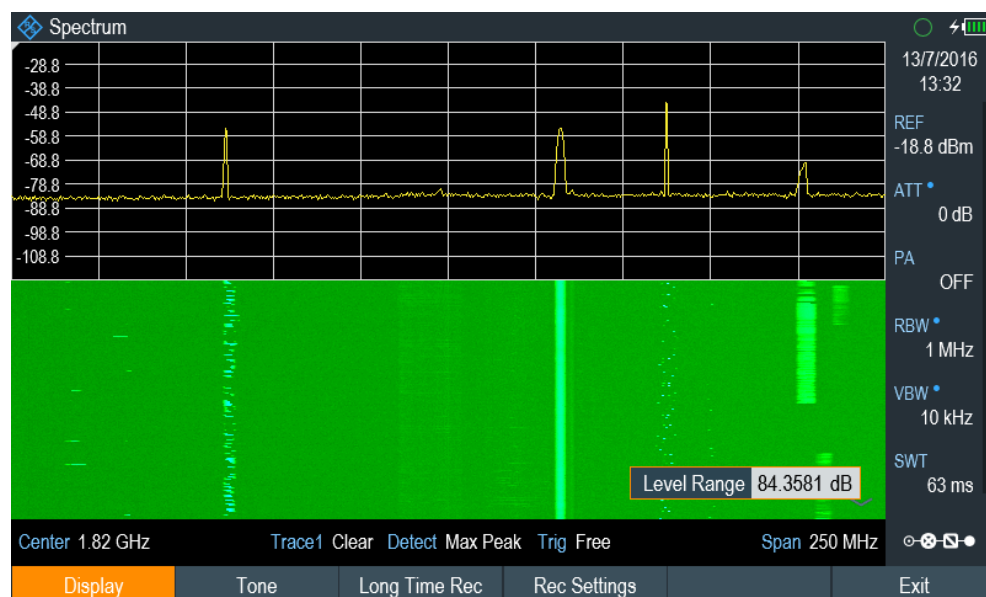 Spectrum
-28.8
-38.8
-48.8
-58.8
-68.8
-78.8
-88.8
-98.8
-108.8
13/7/2016
13:32
REF
-18.8 dBm
ATT
0 dB
PA
OFF
RBW
1 MHz
VBW
10 kHz
SWT
63 ms
Level Range 84.3581 dB
Center 1.82 GHz Trace1 Clear Detect Max Peak Trig Free Span 250 MHz
Display Tone Long Time Rec Rec Settings Exit